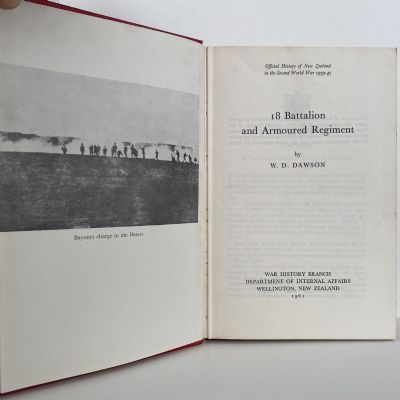 Bayonet charge in the Desert
Official History of New Zealand
in the Second World War 1939-45
18 Battalion
and Armoured Regiment
by
W. D. DAWSON
WAR HISTORY BRANCH
DEPARTMENT OF INTERNAL AFFAIRS
WELLINGTON, NEW ZEALAND
1961